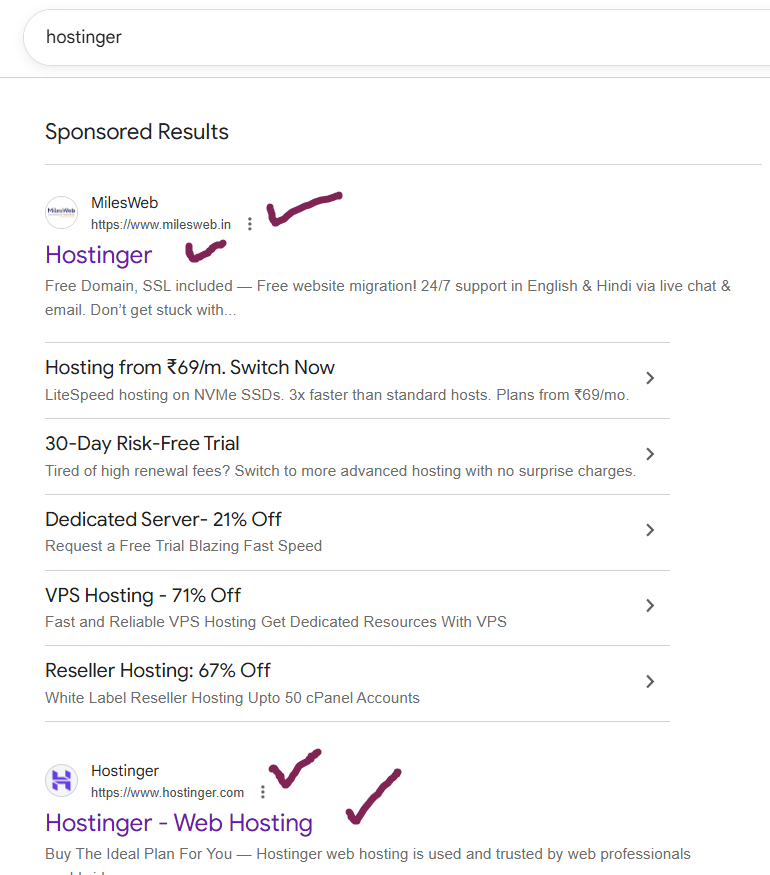 hostinger
Sponsored Results
MilesWeb
MilesWeb
https://www.milesweb.in
Hostinger
Free Domain, SSL included — Free website migration! 24/7 support in English & Hindi via live chat &
email. Don’t get stuck with...
Hosting from ₹69/m. Switch Now
LiteSpeed hosting on NVMe SSDs. 3x faster than standard hosts. Plans from ₹69/mo.
30-Day Risk-Free Trial
Tired of high renewal fees? Switch to more advanced hosting with no surprise charges.
Dedicated Server- 21% Off
Request a Free Trial Blazing Fast Speed
VPS Hosting - 71% Off
Fast and Reliable VPS Hosting Get Dedicated Resources With VPS
Reseller Hosting: 67% Off
White Label Reseller Hosting Upto 50 cPanel Accounts
Hostinger
https://www.hostinger.com
Hostinger - Web Hosting
Buy The Ideal Plan For You — Hostinger web hosting is used and trusted by web professionals